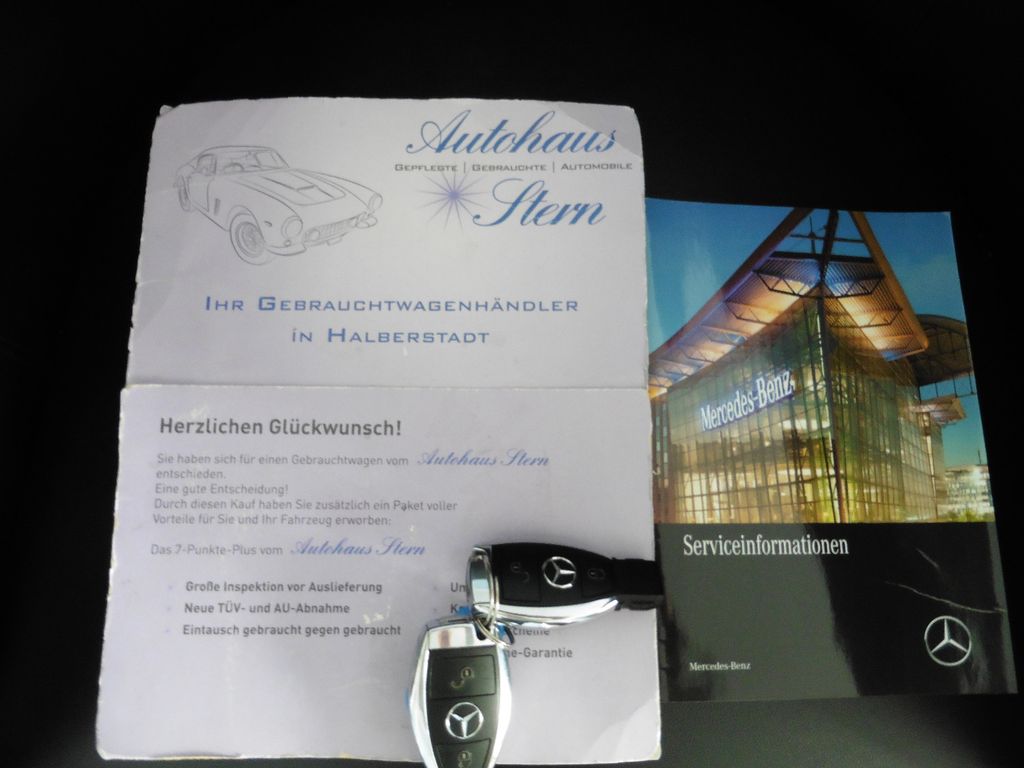 Autohaus
GEPFLEGTE | GEBRAUCHTE | AUTOMOBILE
Stern
IHR GEBRAUCHTWAGENHÄNDLER
IN HALBERSTADT
Herzlichen Glückwunsch!
Sie haben sich für einen Gebrauchtwagen vom Autohaus Stern
entschieden.
Eine gute Entscheidung!
Durch diesen Kauf haben Sie zusätzlich ein Paket voller
Vorteile für Sie und Ihr Fahrzeug erworben:
Das 7-Punkte-Plus vom Autohaus Stern
Große Inspektion vor Auslieferung
Neue TÜV- und AU-Abnahme
Eintausch gebraucht gegen gebraucht
Mercedes-Benz
Serviceinformationen
Mercedes-Benz